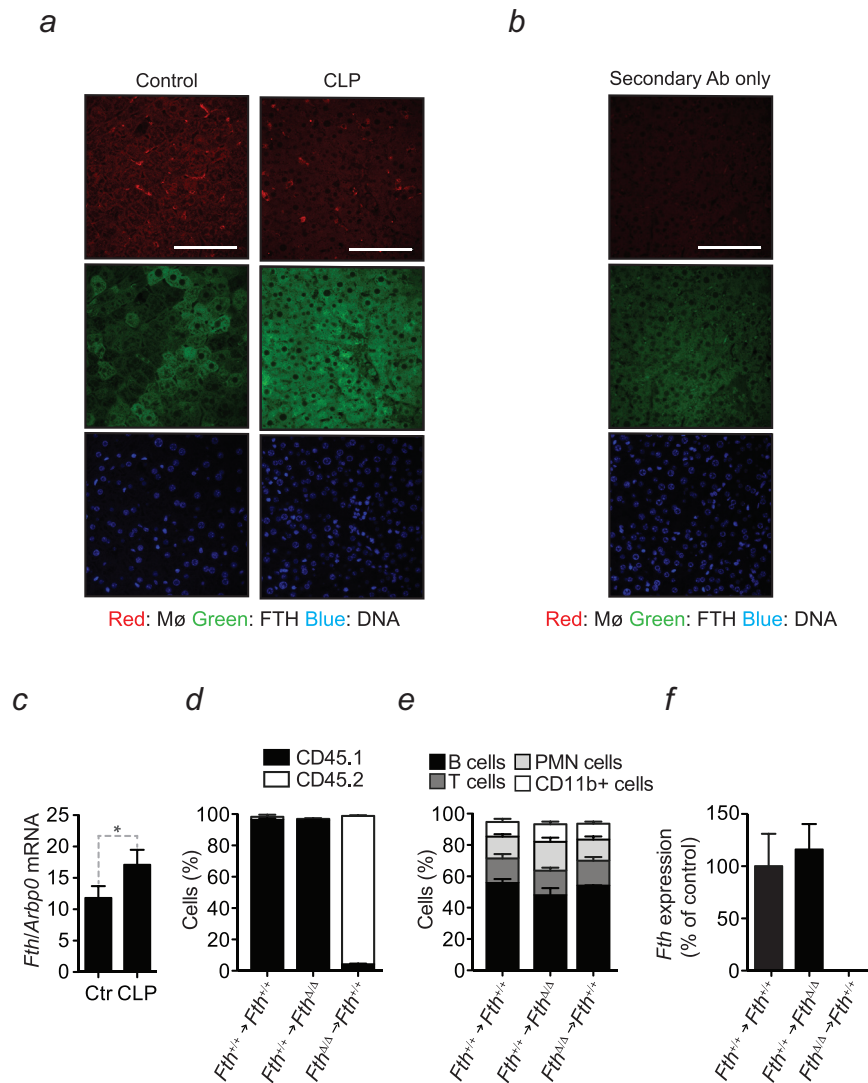 a
b
Control
CLP
Secondary Ab only
Red: Mø Green: FTH Blue: DNA
Red: Mø Green: FTH Blue: DNA
c
d
e
f
CD45.1
CD45.2
B cells
PMN cells
T cells
CD11b+ cells
Fth/Arbp0 mRNA
25
20
15
10
5
0
*
Ctr CLP
Cells (%)
100
80
60
40
20
0
Fth+/+ → Fth+/+
Fth+/+ → FthΔ/Δ
FthΔ/Δ → Fth+/+
Cells (%)
100
80
60
40
20
0
Fth+/+ → Fth+/+
Fth+/+ → FthΔ/Δ
FthΔ/Δ → Fth+/+
Fth expression
(% of control)
150
100
50
0
Fth+/+ → Fth+/+
Fth+/+ → FthΔ/Δ
FthΔ/Δ → Fth+/+